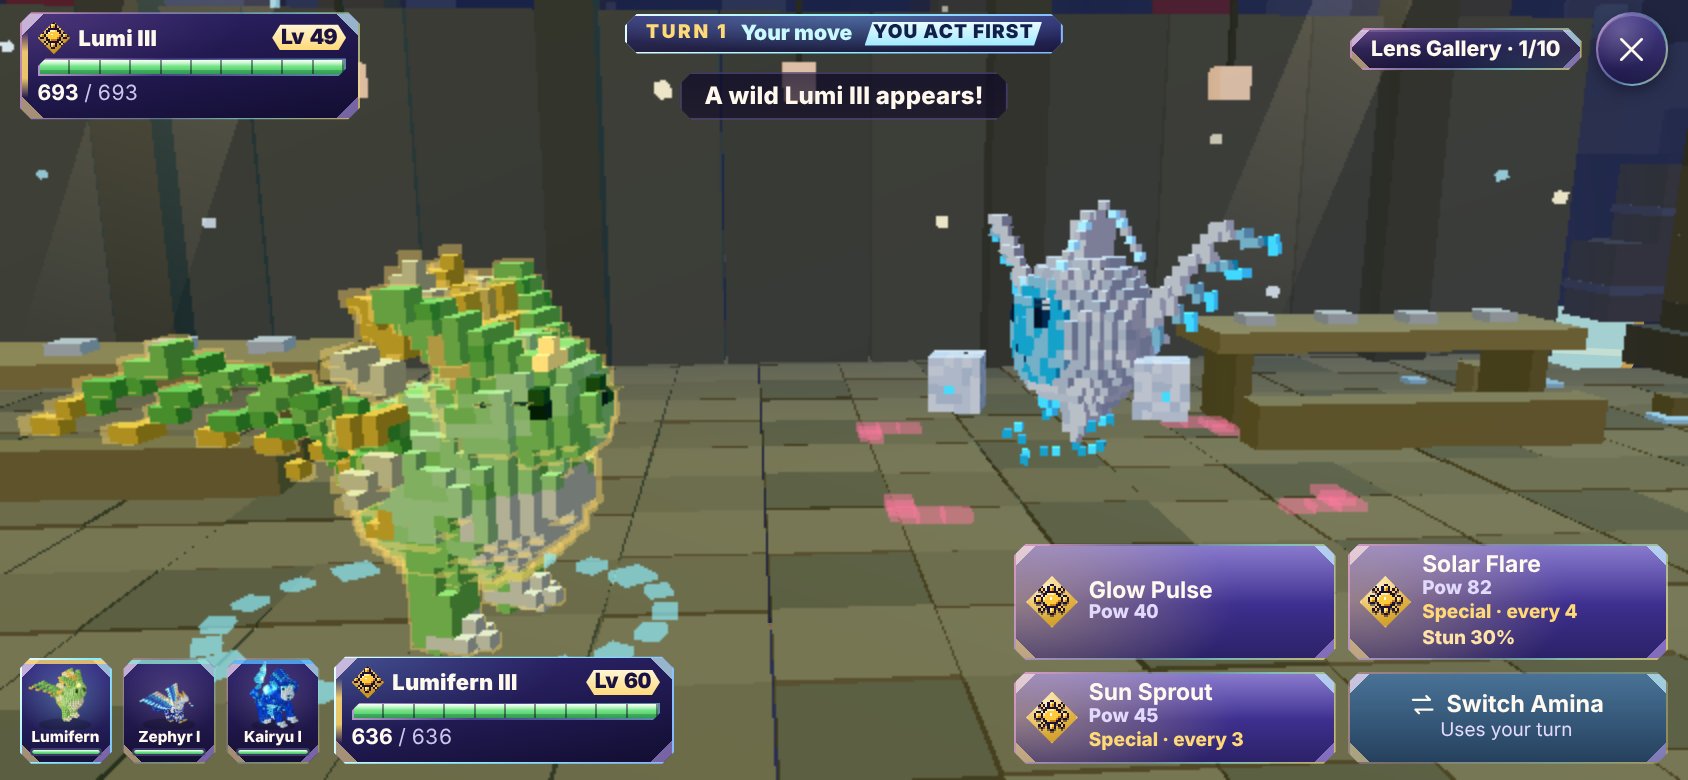 Lumi III
Lv 49
693 / 693
TURN 1 Your move YOU ACT FIRST
A wild Lumi III appears!
Lens Gallery · 1/10
Glow Pulse
Pow 40
Solar Flare
Pow 82
Special · every 4
Stun 30%
Sun Sprout
Pow 45
Special · every 3
Switch Amina
Uses your turn
Lumifern
Zephyr I
Kairyu I
Lumifern III
Lv 60
636 / 636